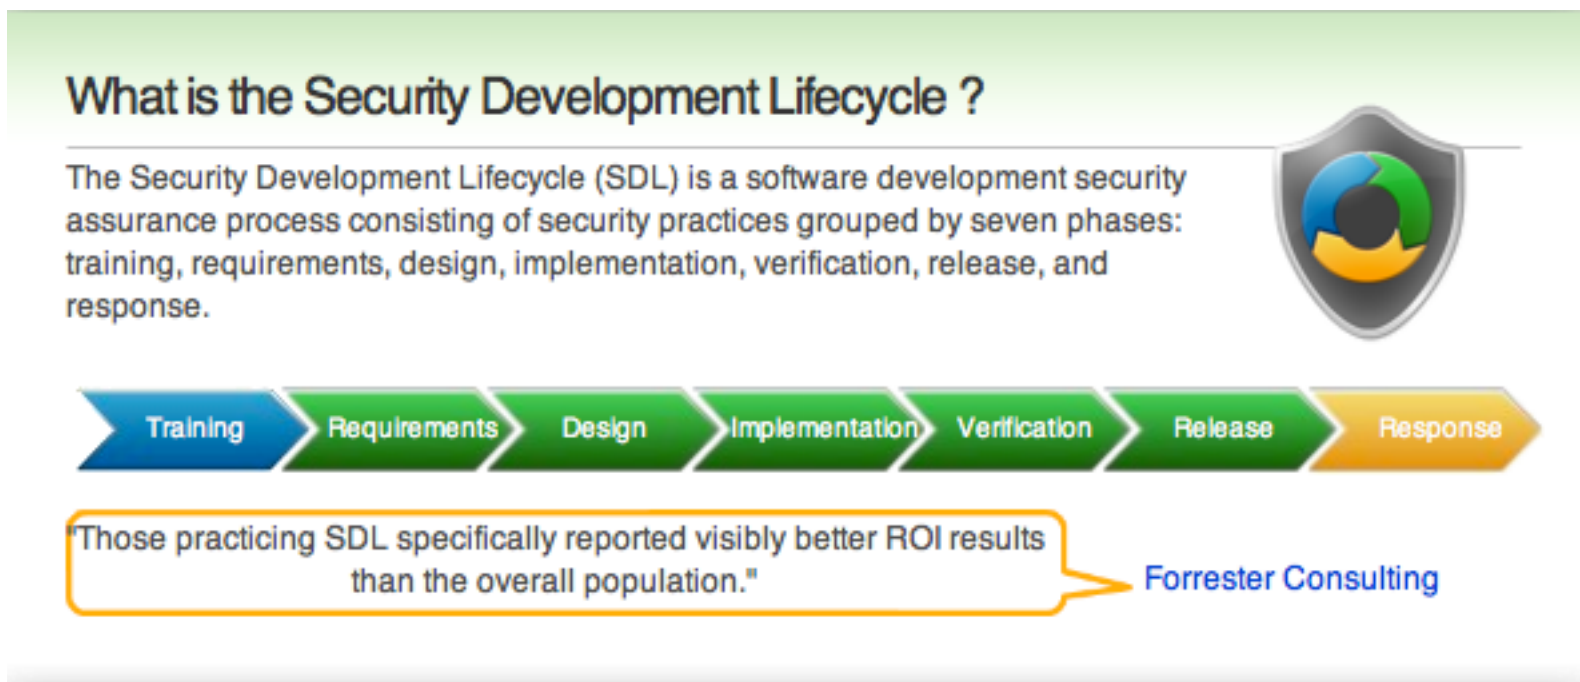 What is the Security Development Lifecycle ?
The Security Development Lifecycle (SDL) is a software development security
assurance process consisting of security practices grouped by seven phases:
training, requirements, design, implementation, verification, release, and
response.
Training Requirements Design Implementation Verification Release Response
"Those practicing SDL specifically reported visibly better ROI results
than the overall population."
Forrester Consulting